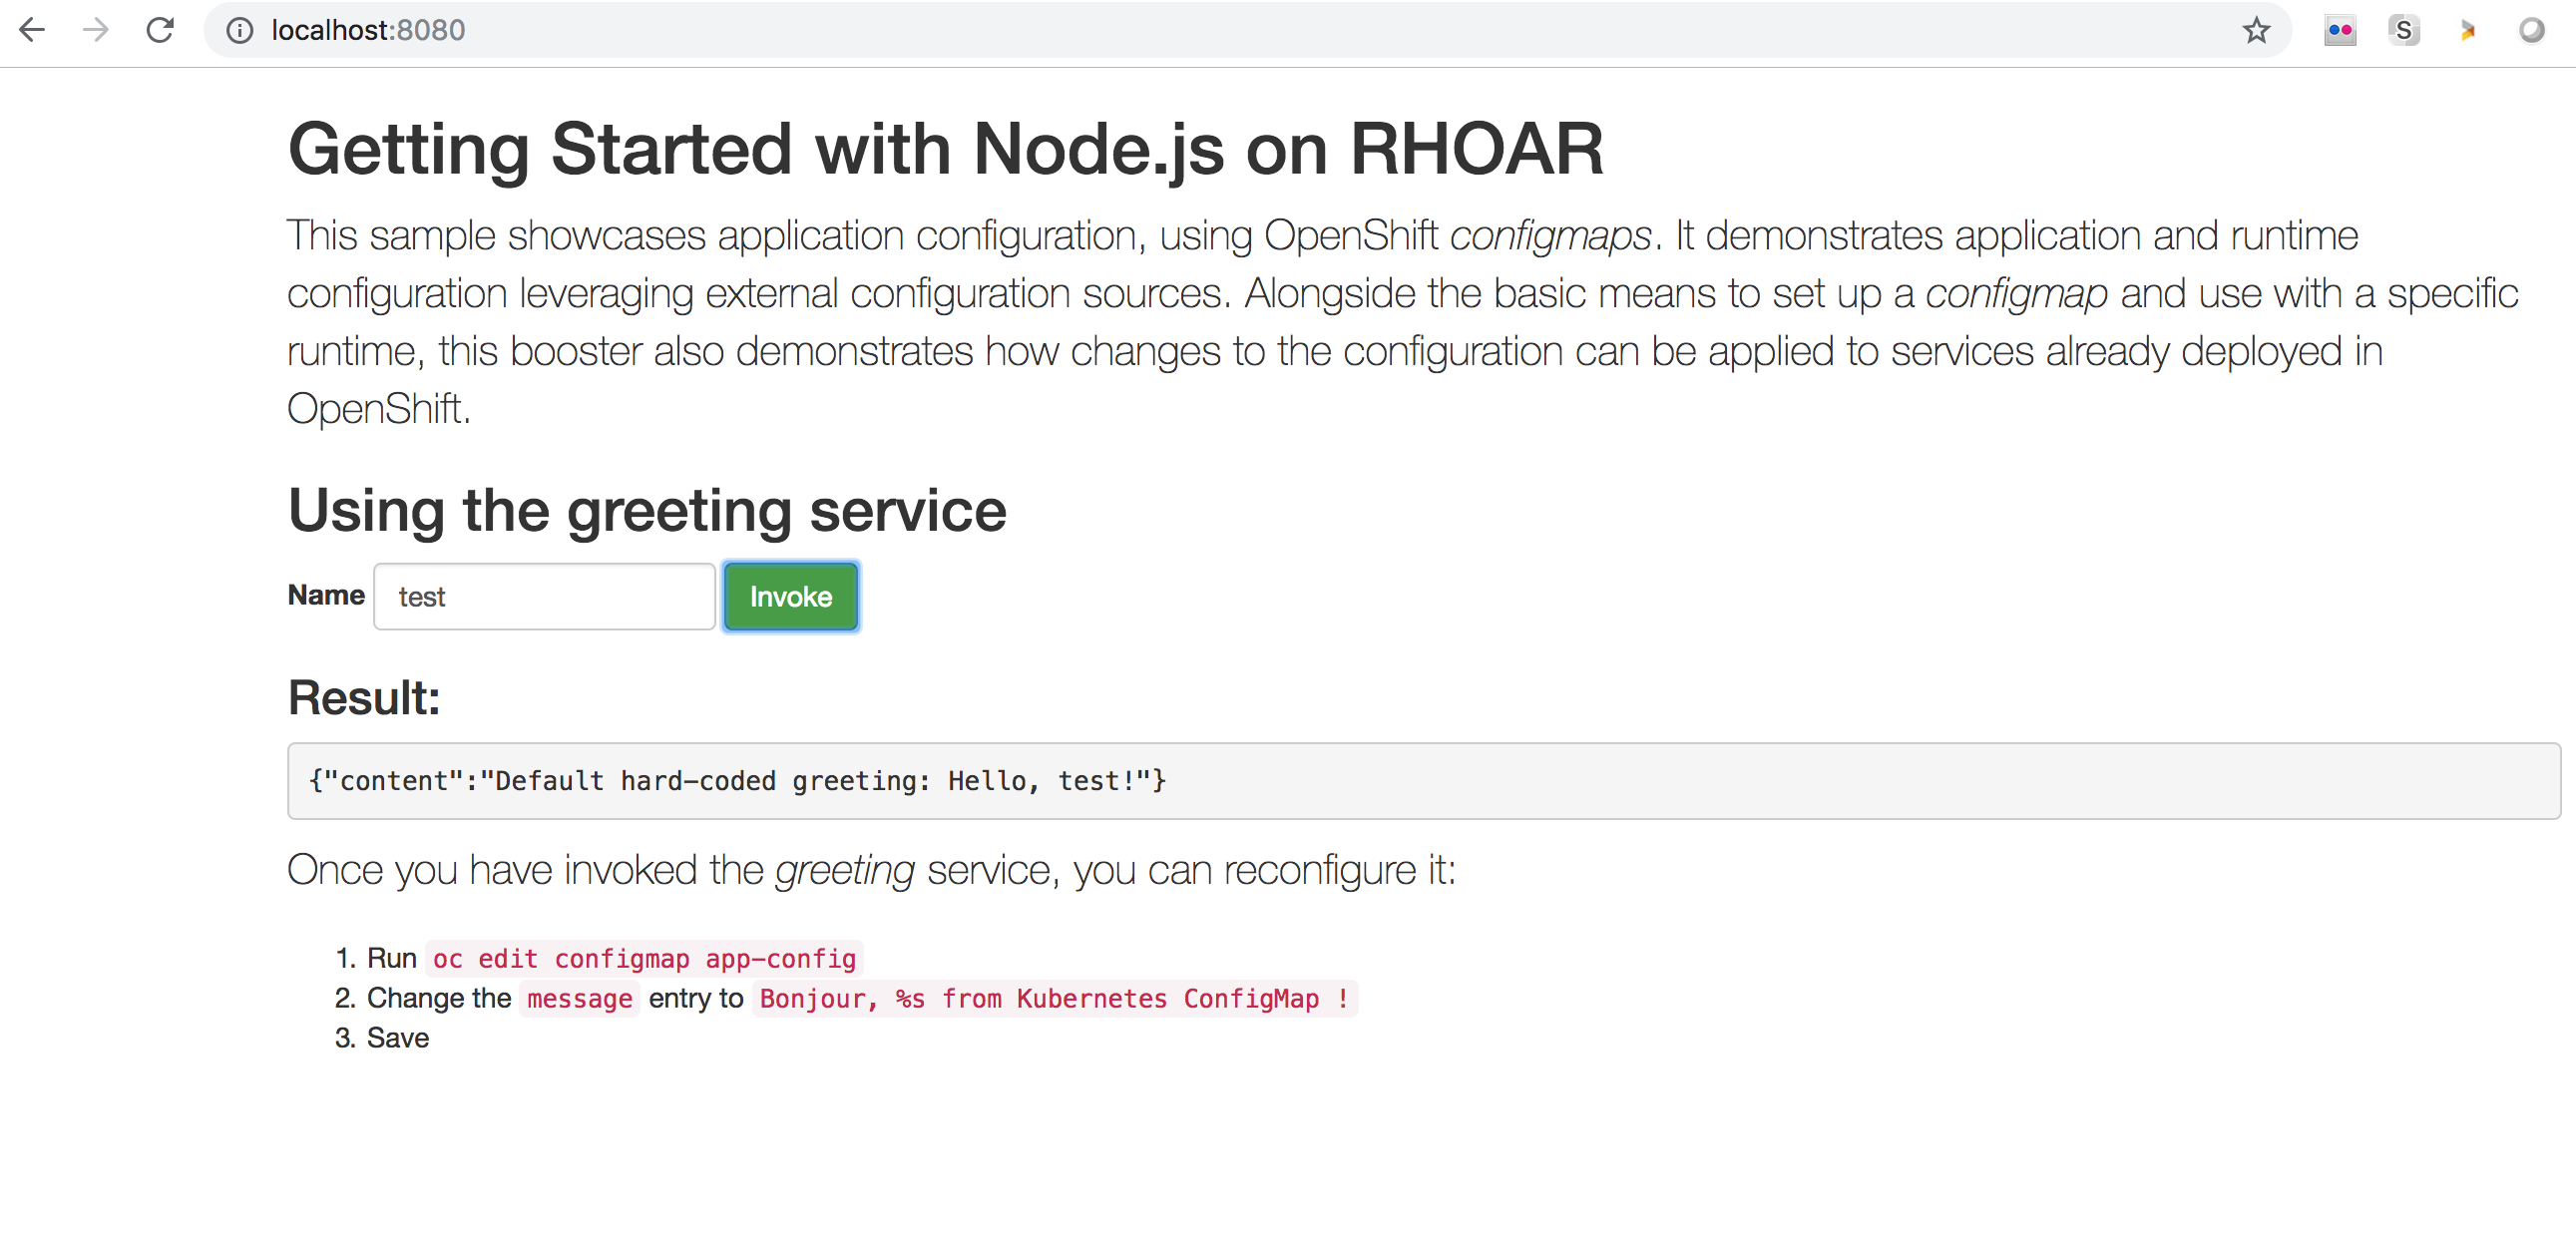 localhost:8080
S
Getting Started with Node.js on RHOAR
This sample showcases application configuration, using OpenShift configmaps. It demonstrates application and runtime
configuration leveraging external configuration sources. Alongside the basic means to set up a configmap and use with a specific
runtime, this booster also demonstrates how changes to the configuration can be applied to services already deployed in
OpenShift.
Using the greeting service
Name test Invoke
Result:
{"content":"Default hard-coded greeting: Hello, test!"}
Once you have invoked the greeting service, you can reconfigure it:
1. Run oc edit configmap app-config
2. Change the message entry to Bonjour, %s from Kubernetes ConfigMap !
3. Save